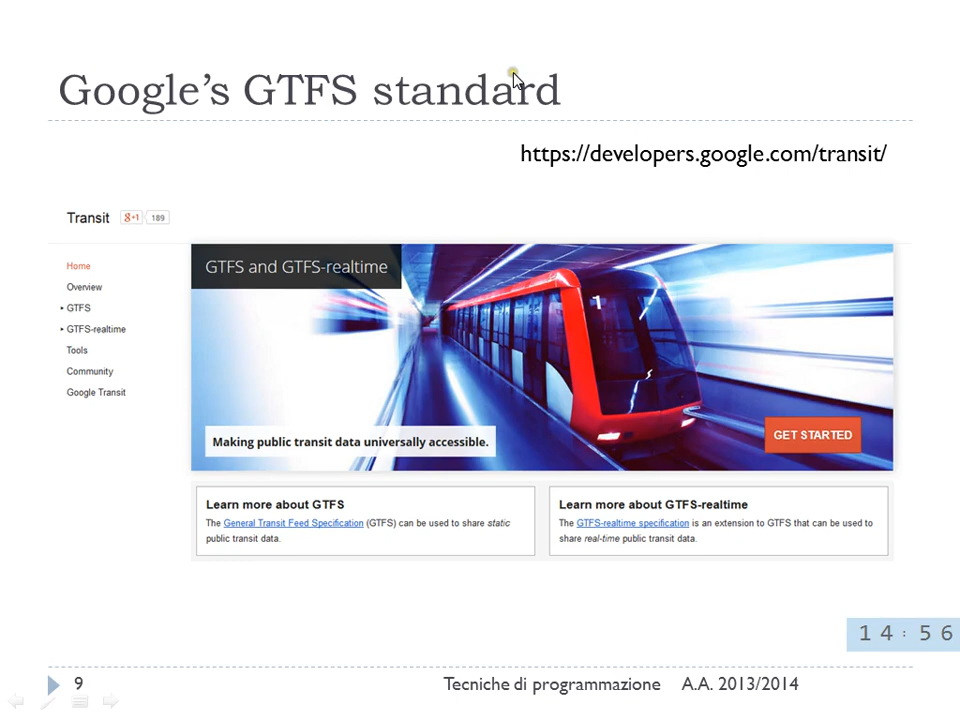 Google's GTFS standard
https://developers.google.com/transit/
Transit 8+1 189
Home
Overview
GTFS
GTFS-realtime
Tools
Community
Google Transit
GTFS and GTFS-realtime
1
Making public transit data universally accessible.
GET STARTED
Learn more about GTFS
The General Transit Feed Specification (GTFS) can be used to share static
public transit data.
Learn more about GTFS-realtime
The GTFS-realtime specification is an extension to GTFS that can be used to
share real-time public transit data.
14:56
9 Tecniche di programmazione A.A. 2013/2014